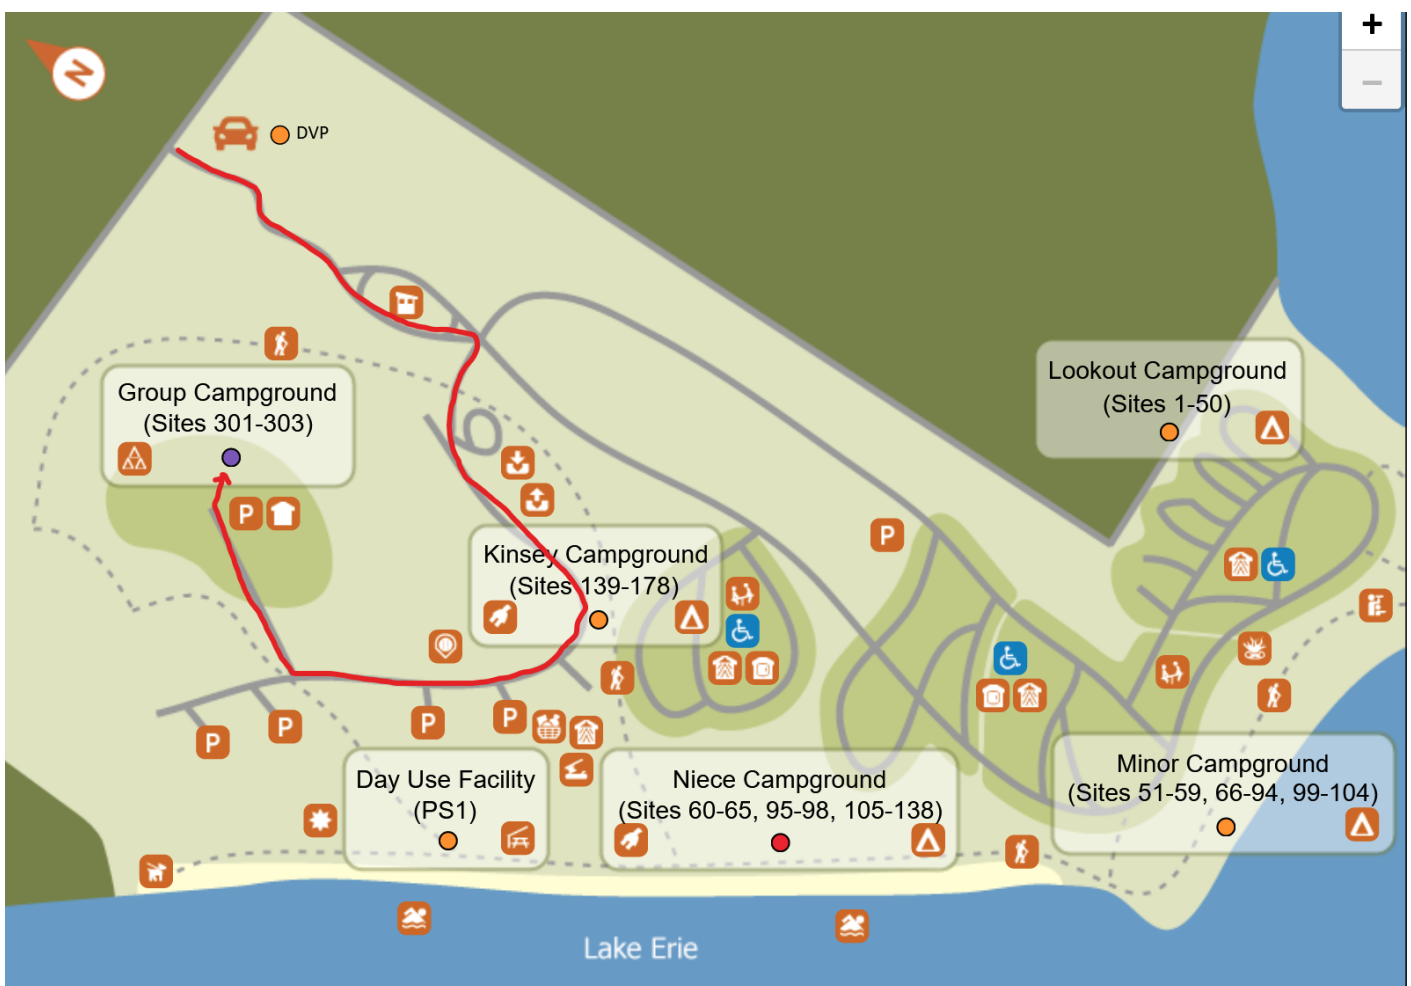 +
−
N
DVP
Lookout Campground
(Sites 1-50)
Group Campground
(Sites 301-303)
P
P
Kinsey Campground
(Sites 139-178)
P
P
P
P
Day Use Facility
(PS1)
Niece Campground
(Sites 60-65, 95-98, 105-138)
Minor Campground
(Sites 51-59, 66-94, 99-104)
Lake Erie